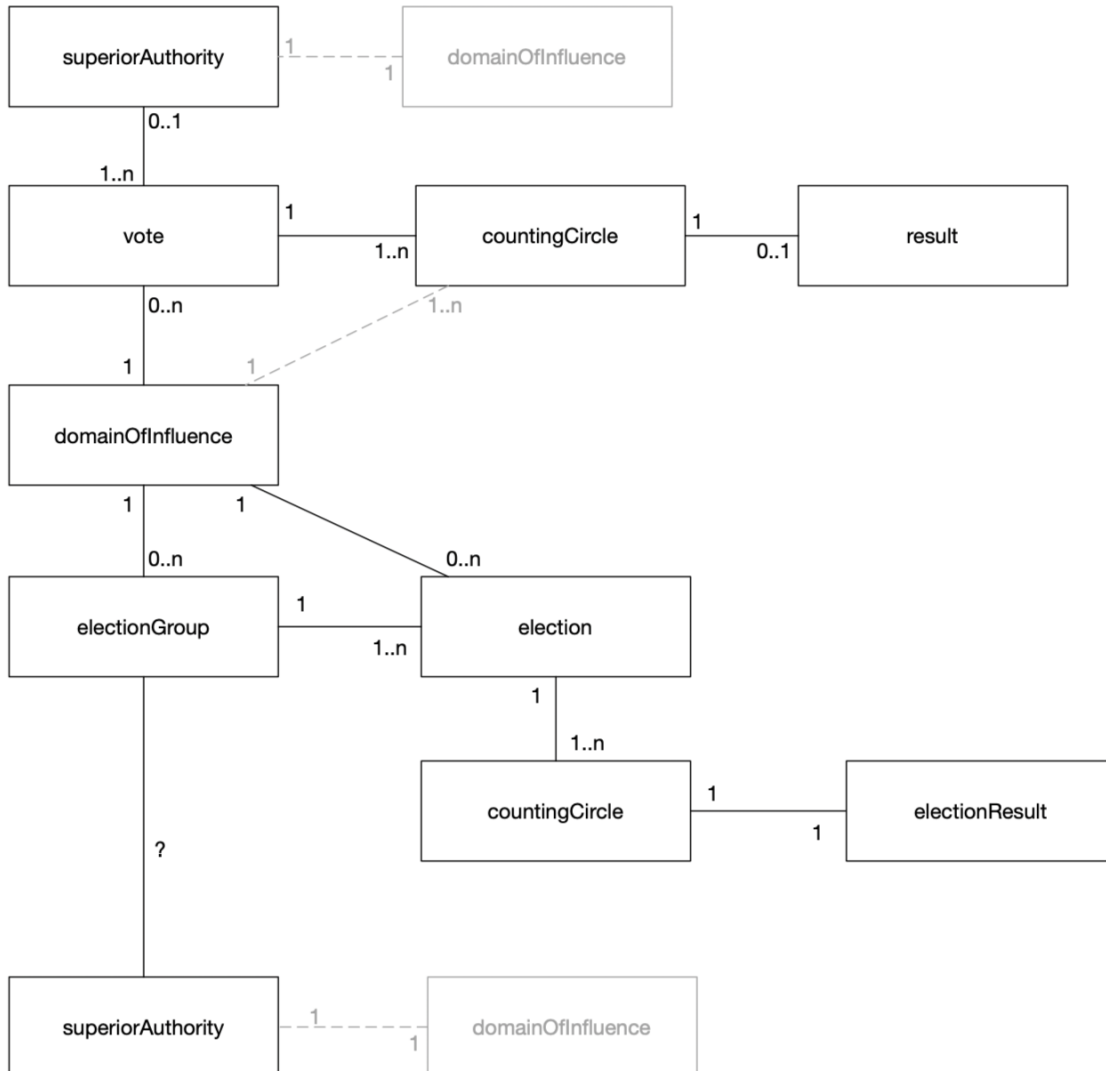 superiorAuthority
1
1
domainOfInfluence
0..1
1..n
vote
1
1..n
countingCircle
1
0..1
result
0..n
1..n
1
1
domainOfInfluence
1
1
0..n
0..n
electionGroup
1
1..n
election
1
1..n
countingCircle
1
1
electionResult
?
superiorAuthority
1
1
domainOfInfluence